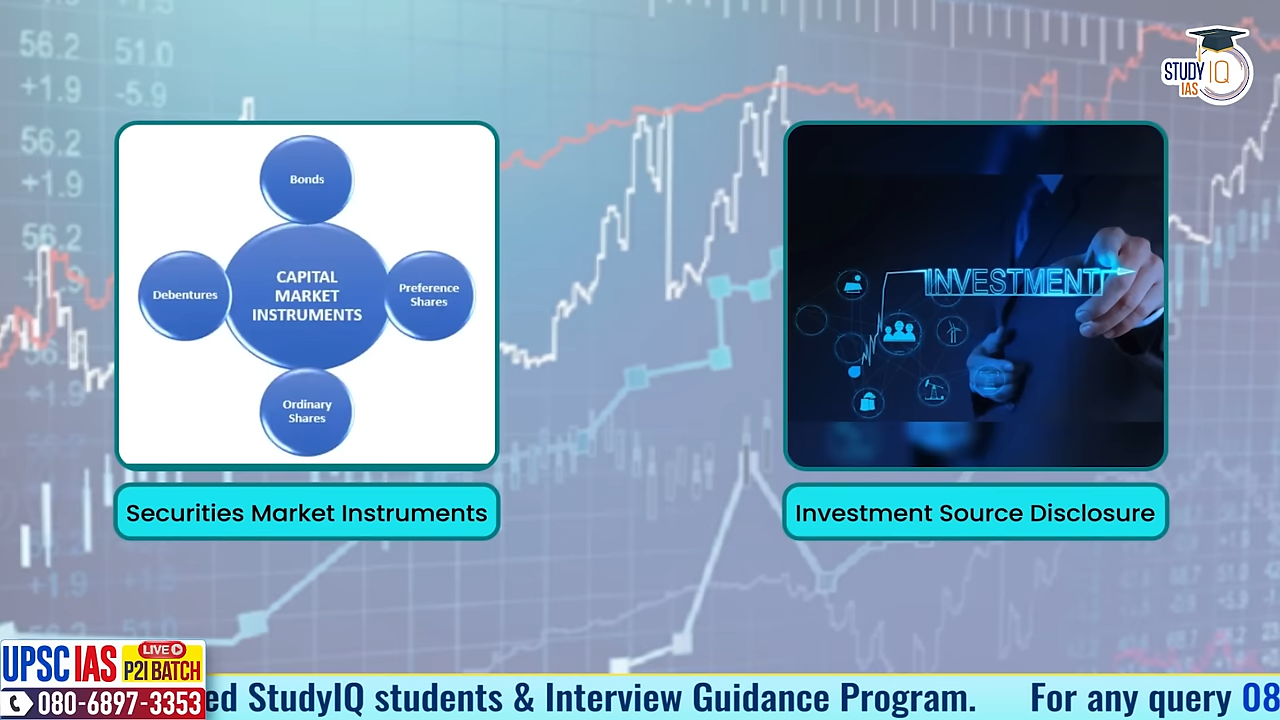 56.2 51.0
+1.9 -5.9
56.2
+1.9
56.2
+1.9
STUDY IQ
IAS
Bonds
Debentures
CAPITAL
MARKET
INSTRUMENTS
Preference
Shares
Ordinary
Shares
INVESTMENT
Securities Market Instruments
Investment Source Disclosure
UPSC IAS
LIVE
P2I BATCH
080-6897-3353
ed StudyIQ students & Interview Guidance Program. For any query 08